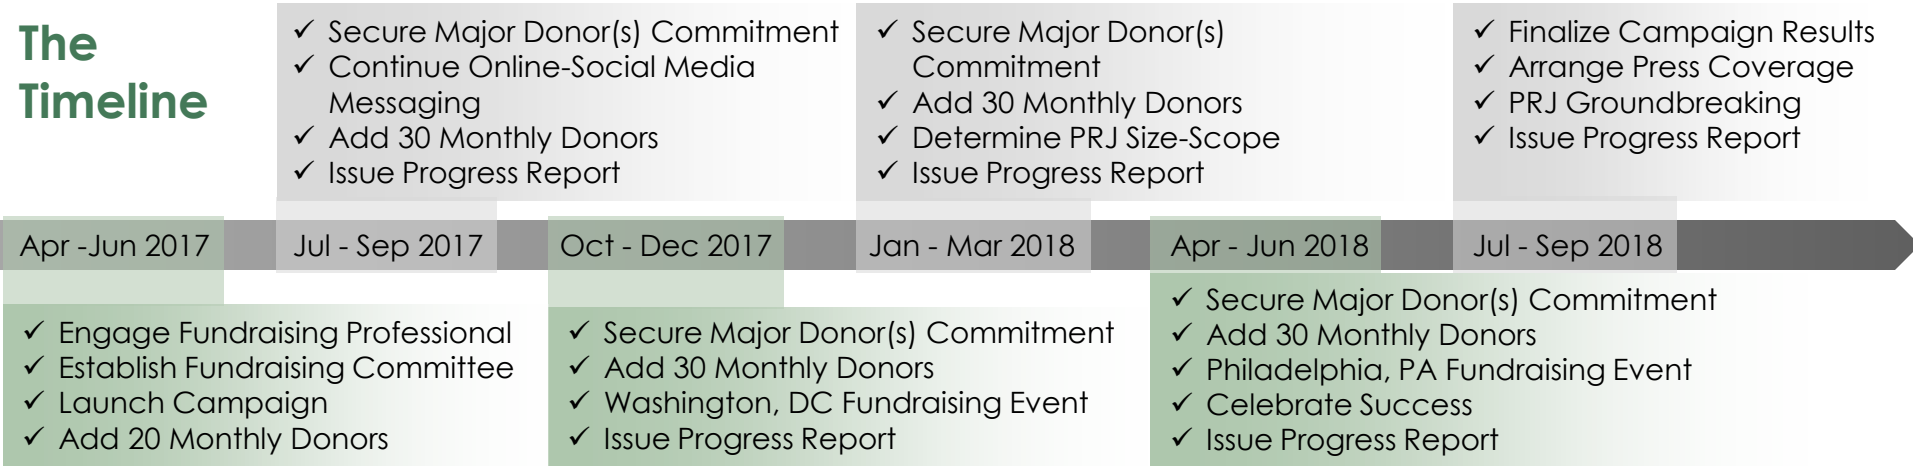 The
Timeline
✓ Secure Major Donor(s) Commitment
✓ Continue Online-Social Media
Messaging
✓ Add 30 Monthly Donors
✓ Issue Progress Report
✓ Secure Major Donor(s)
Commitment
✓ Add 30 Monthly Donors
✓ Determine PRJ Size-Scope
✓ Issue Progress Report
✓ Finalize Campaign Results
✓ Arrange Press Coverage
✓ PRJ Groundbreaking
✓ Issue Progress Report
Apr -Jun 2017
Jul - Sep 2017
Oct - Dec 2017
Jan - Mar 2018
Apr - Jun 2018
Jul - Sep 2018
✓ Engage Fundraising Professional
✓ Establish Fundraising Committee
✓ Launch Campaign
✓ Add 20 Monthly Donors
✓ Secure Major Donor(s) Commitment
✓ Add 30 Monthly Donors
✓ Washington, DC Fundraising Event
✓ Issue Progress Report
✓ Secure Major Donor(s) Commitment
✓ Add 30 Monthly Donors
✓ Philadelphia, PA Fundraising Event
✓ Celebrate Success
✓ Issue Progress Report